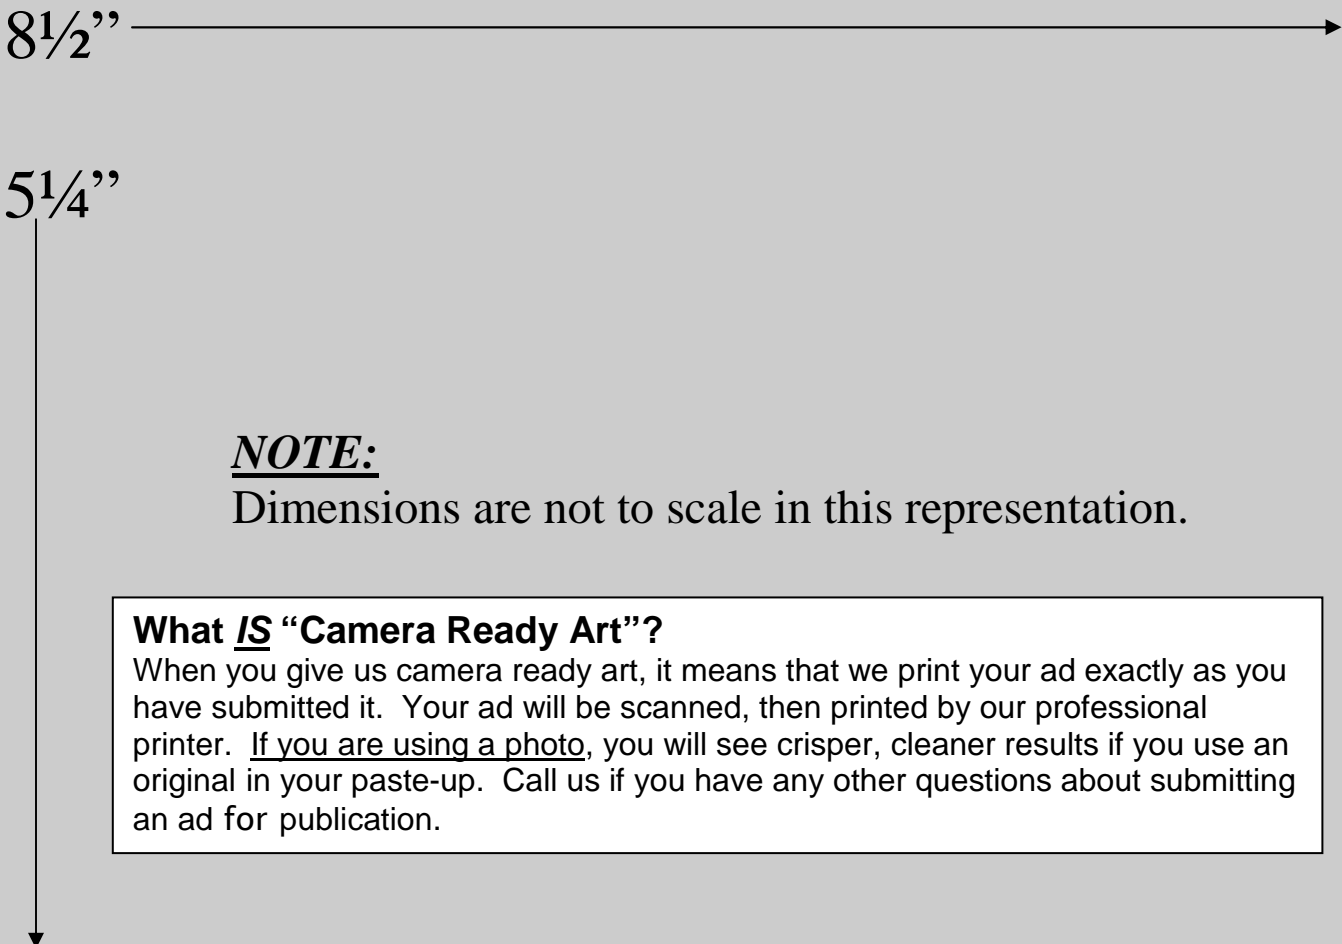 8½”
5¼”
NOTE:
Dimensions are not to scale in this representation.
What IS “Camera Ready Art”?
When you give us camera ready art, it means that we print your ad exactly as you
have submitted it.  Your ad will be scanned, then printed by our professional
printer.  If you are using a photo, you will see crisper, cleaner results if you use an
original in your paste-up.  Call us if you have any other questions about submitting
an ad for publication.